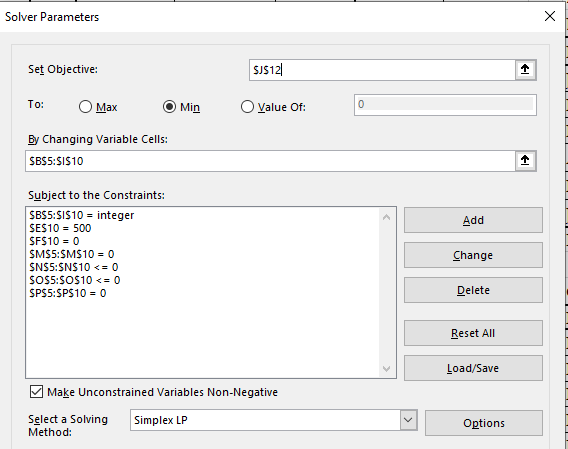 Solver Parameters
Set Objective: $J$12
To: Max Min Value Of: 0
By Changing Variable Cells:
$B$5:$I$10
Subject to the Constraints:
$B$5:$I$10 = integer
$E$10 = 500
$F$10 = 0
$M$5:$M$10 = 0
$N$5:$N$10 <= 0
$O$5:$O$10 <= 0
$P$5:$P$10 = 0
Add
Change
Delete
Reset All
Load/Save
Make Unconstrained Variables Non-Negative
Select a Solving
Method:
Simplex LP
Options